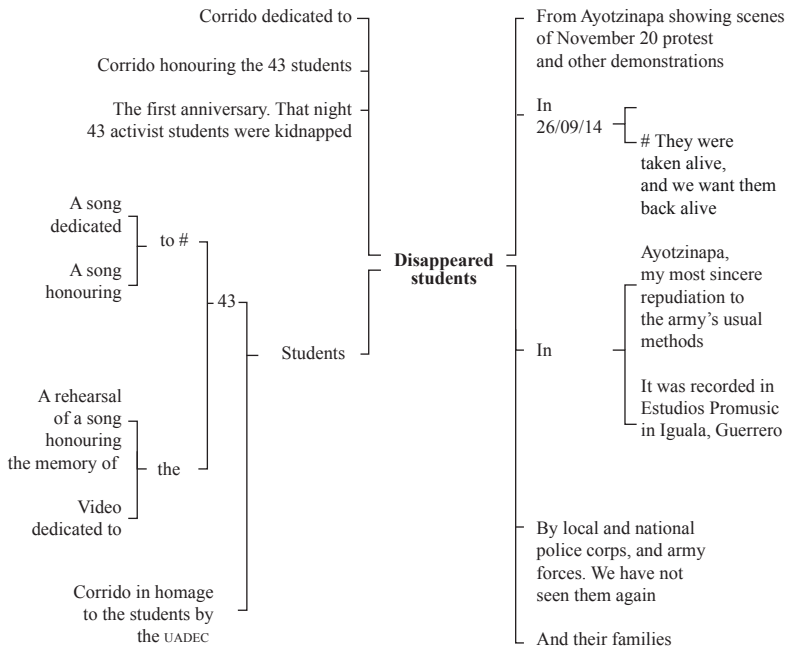 Corrido dedicated to
Corrido honouring the 43 students
The first anniversary. That night
43 activist students were kidnapped
A song
dedicated
to #
A song
honouring
43
Students
A rehearsal
of a song
honouring
the memory of
the
Video
dedicated to
Corrido in homage
to the students by
the UADEC
Disappeared
students
From Ayotzinapa showing scenes
of November 20 protest
and other demonstrations
In
26/09/14
# They were
taken alive,
and we want them
back alive
Ayotzinapa,
my most sincere
repudiation to
the army’s usual
methods
In
It was recorded in
Estudios Promusic
in Iguala, Guerrero
By local and national
police corps, and army
forces. We have not
seen them again
And their families